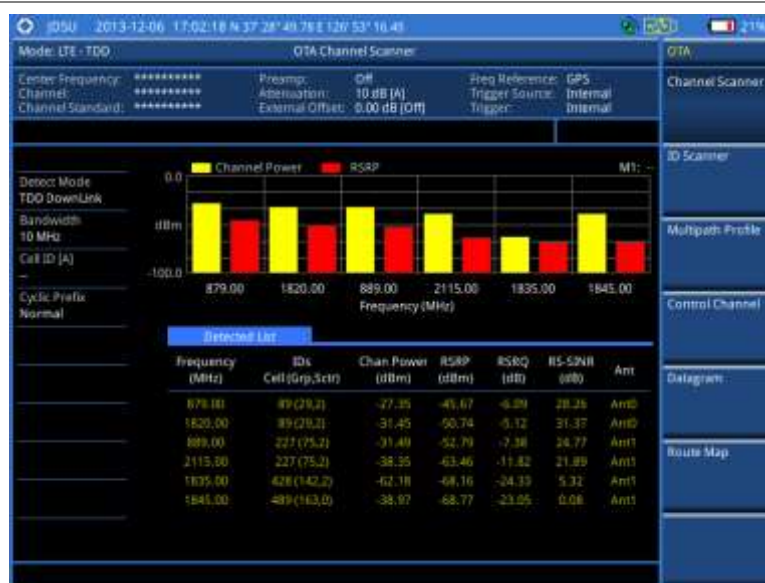 JDSU 2013-12-06 17:02:18 N 37° 28' 49.78 E 126° 53' 16.45 21%
Mode: LTE - TDD OTA Channel Scanner OTA
Center Frequency: ********** Preamp: Off Freq Reference: GPS
Channel: ********** Attenuation: 10 dB [A] Trigger Source: Internal
Channel Standard: ********** External Offset: 0.00 dB [Off] Trigger: Internal
Channel Scanner
ID Scanner
Multipath Profile
Control Channel
Datagram
Route Map
Detect Mode
TDD DownLink
Bandwidth
10 MHz
Cell ID [A]
--
Cyclic Prefix
Normal
Channel Power RSRP M1: --
0.0
dBm
-100.0
879.00 1820.00 889.00 2115.00 1835.00 1845.00
Frequency (MHz)
Detected List
Frequency IDs Chan Power RSRP RSRQ RS-SINR Ant
(MHz) Cell (Grp,Sctr) (dBm) (dBm) (dB) (dB)
879.00 89 (29,2) -27.35 -45.67 -6.09 28.26 Ant0
1820.00 89 (29,2) -31.45 -50.74 -5.12 31.37 Ant0
889.00 227 (75,2) -31.49 -52.79 -7.38 24.77 Ant1
2115.00 227 (75,2) -38.35 -63.46 -11.82 21.89 Ant1
1835.00 428 (142,2) -62.18 -68.16 -24.33 5.32 Ant1
1845.00 489 (163,0) -38.97 -68.77 -23.05 0.08 Ant1